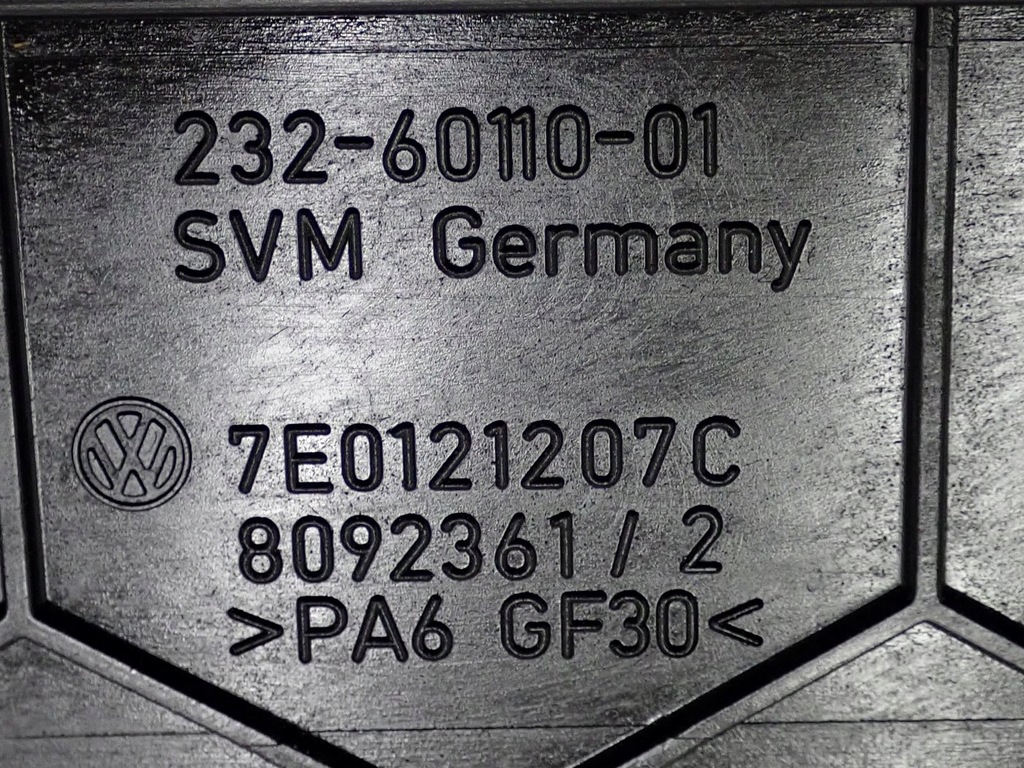 232-60110-01
SVM Germany
7E0121207C
8092361 / 2
>PA6 GF30<